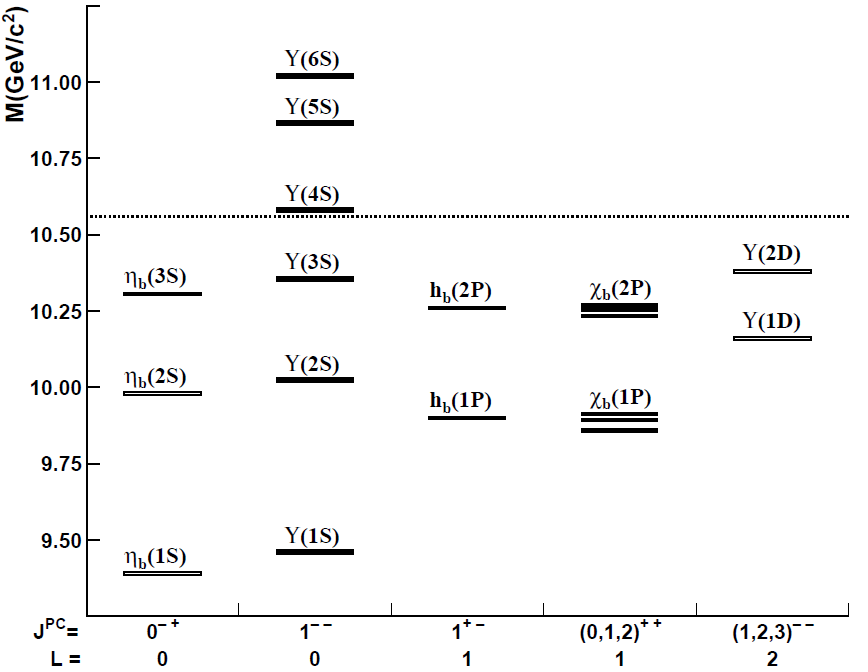 M(GeV/c²)
11.00
10.75
10.50
10.25
10.00
9.75
9.50
Υ(6S)
Υ(5S)
Υ(4S)
Υ(3S)
Υ(2S)
Υ(1S)
η_b(3S)
η_b(2S)
η_b(1S)
h_b(2P)
h_b(1P)
χ_b(2P)
χ_b(1P)
Υ(2D)
Υ(1D)
J^PC = 0^-+ 1^-- 1^+- (0,1,2)^++ (1,2,3)^--
L = 0 0 1 1 2